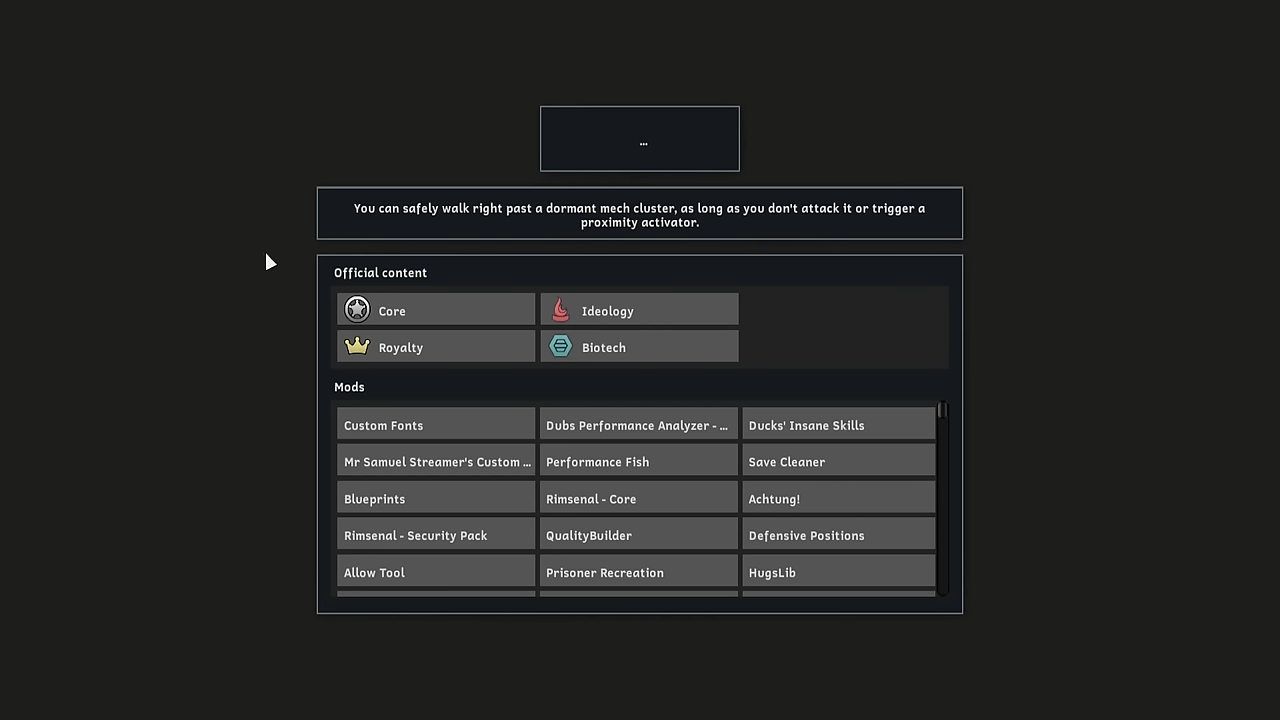 ...
You can safely walk right past a dormant mech cluster, as long as you don't attack it or trigger a
proximity activator.
Official content
Core
Ideology
Royalty
Biotech
Mods
Custom Fonts
Dubs Performance Analyzer - ...
Ducks' Insane Skills
Mr Samuel Streamer's Custom ...
Performance Fish
Save Cleaner
Blueprints
Rimsenal - Core
Achtung!
Rimsenal - Security Pack
QualityBuilder
Defensive Positions
Allow Tool
Prisoner Recreation
HugsLib